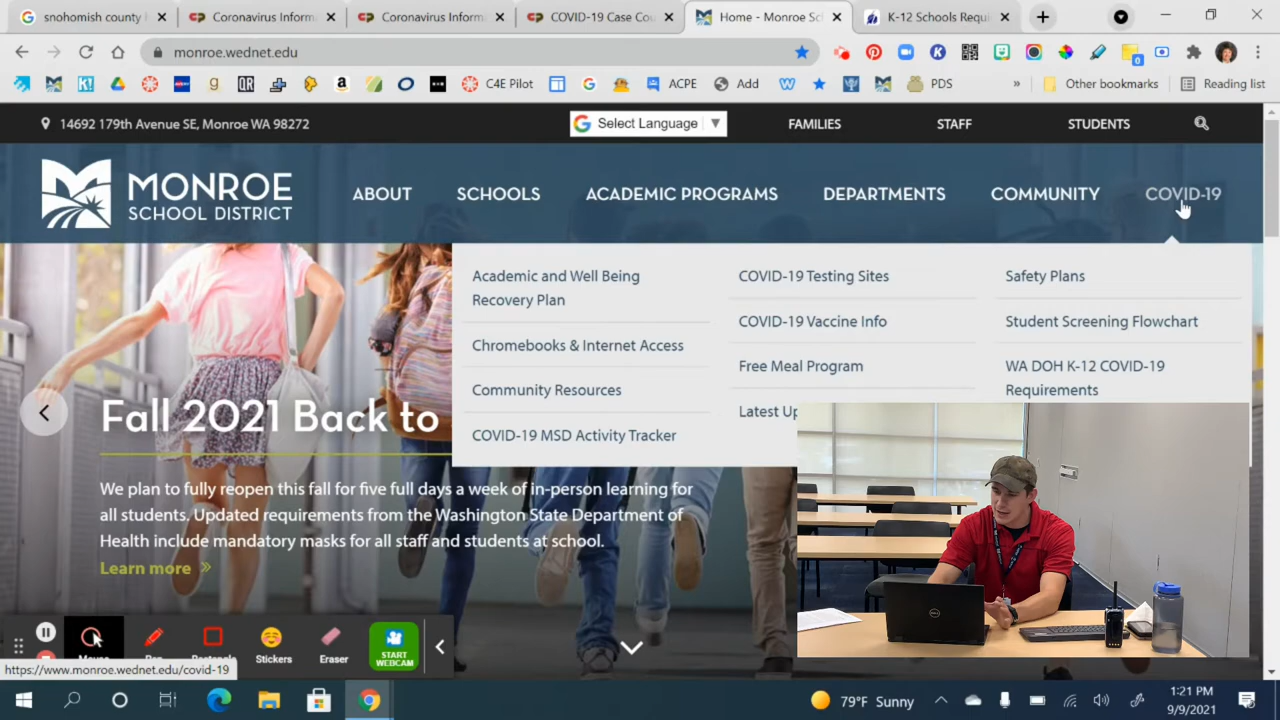 snohomish county
Coronavirus Inform
Coronavirus Inform
COVID-19 Case Cou
Home - Monroe Sc
K-12 Schools Requi
monroe.wednet.edu
C4E Pilot
ACPE
Add
PDS
Other bookmarks
Reading list
14692 179th Avenue SE, Monroe WA 98272
Select Language
FAMILIES
STAFF
STUDENTS
MONROE
SCHOOL DISTRICT
ABOUT
SCHOOLS
ACADEMIC PROGRAMS
DEPARTMENTS
COMMUNITY
COVID-19
Academic and Well Being
Recovery Plan
Chromebooks & Internet Access
Community Resources
COVID-19 MSD Activity Tracker
COVID-19 Testing Sites
COVID-19 Vaccine Info
Free Meal Program
Latest Up
Safety Plans
Student Screening Flowchart
WA DOH K-12 COVID-19
Requirements
Fall 2021 Back to
We plan to fully reopen this fall for five full days a week of in-person learning for
all students. Updated requirements from the Washington State Department of
Health include mandatory masks for all staff and students at school.
Learn more
Stickers
Eraser
START
WEBCAM
https://www.monroe.wednet.edu/covid-19
79°F Sunny
1:21 PM
9/9/2021